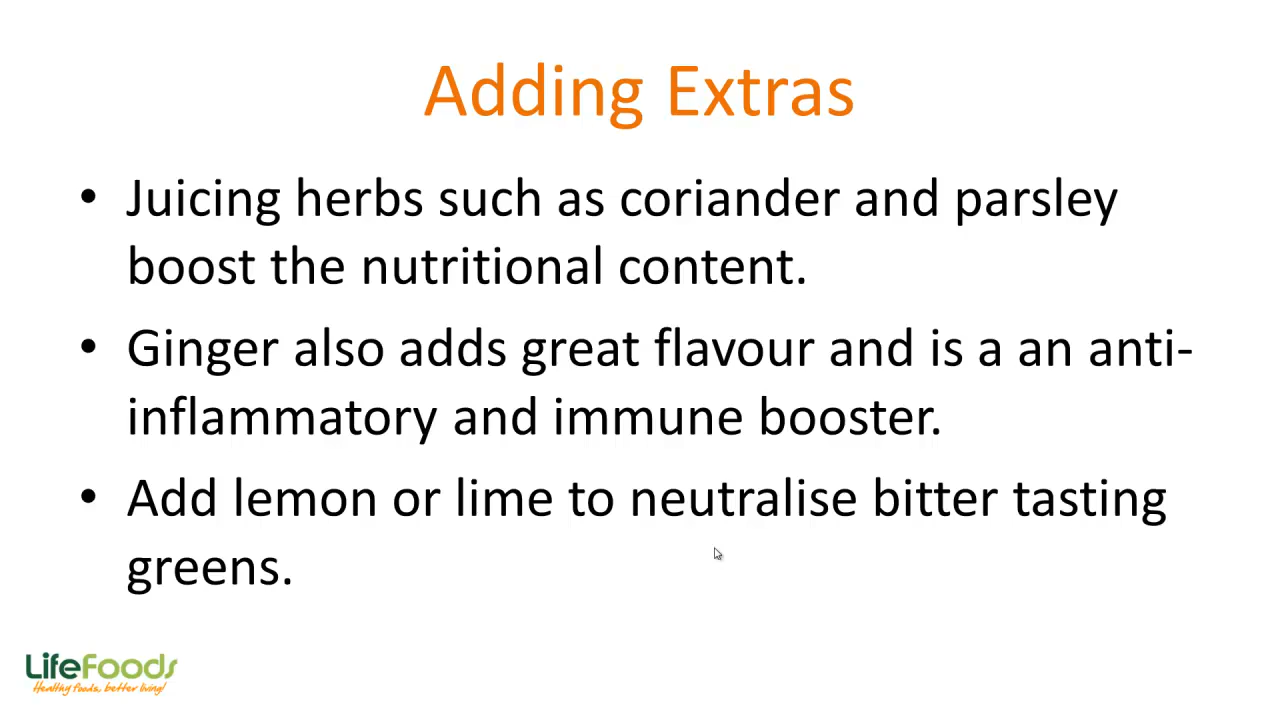 Adding Extras
• Juicing herbs such as coriander and parsley
boost the nutritional content.
• Ginger also adds great flavour and is a an anti-
inflammatory and immune booster.
• Add lemon or lime to neutralise bitter tasting
greens.
LifeFoods
Healthy foods, better living!